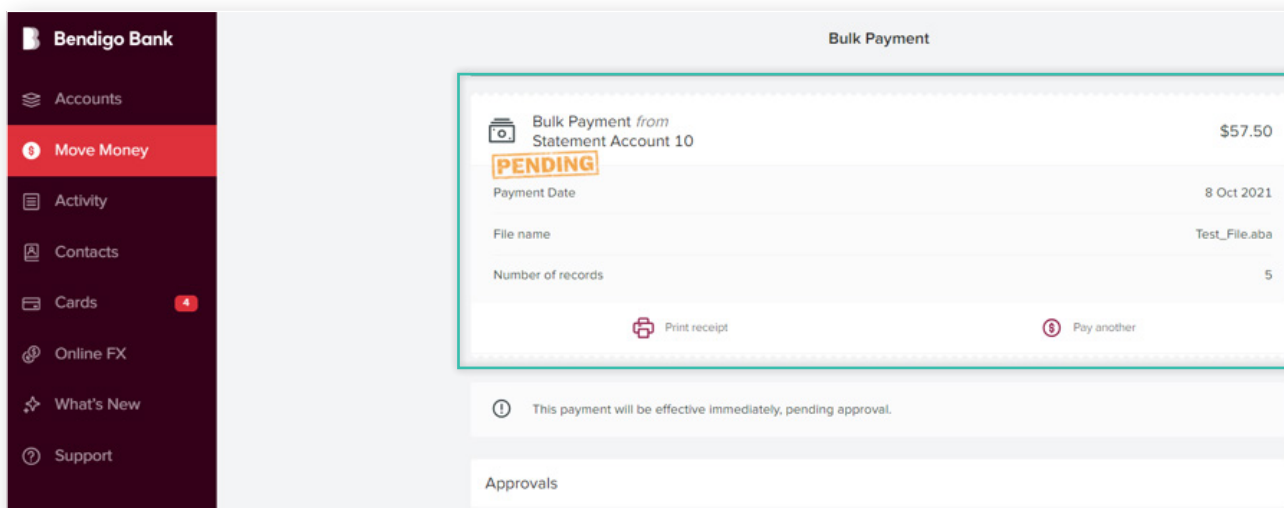 Bendigo Bank
Bulk Payment
Accounts
Move Money
Activity
Contacts
Cards 4
Online FX
What's New
Support
Bulk Payment from
Statement Account 10
$57.50
PENDING
Payment Date 8 Oct 2021
File name Test_File.aba
Number of records 5
Print receipt Pay another
This payment will be effective immediately, pending approval.
Approvals